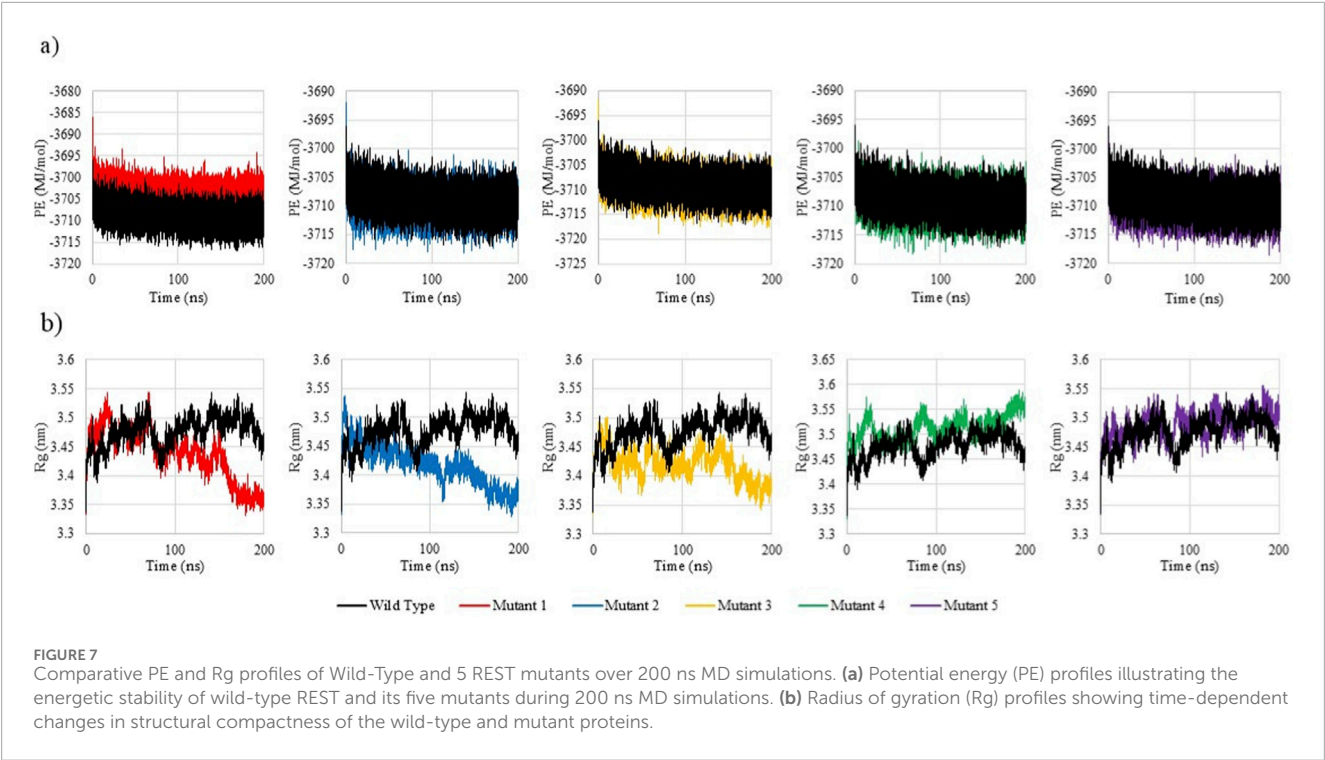 a)
-3680
-3685
-3690
-3695
-3700
-3705
-3710
-3715
-3720
PE (MJ/mol)
0 100 200
Time (ns)
-3690
-3695
-3700
-3705
-3710
-3715
-3720
PE (MJ/mol)
0 100 200
Time (ns)
-3690
-3695
-3700
-3705
-3710
-3715
-3720
-3725
PE (MJ/mol)
0 100 200
Time (ns)
-3690
-3695
-3700
-3705
-3710
-3715
-3720
PE (MJ/mol)
0 100 200
Time (ns)
-3690
-3695
-3700
-3705
-3710
-3715
-3720
PE (MJ/mol)
0 100 200
Time (ns)
b)
3.6
3.55
3.5
3.45
3.4
3.35
3.3
Rg (nm)
0 100 200
Time (ns)
3.6
3.55
3.5
3.45
3.4
3.35
3.3
Rg (nm)
0 100 200
Time (ns)
3.6
3.55
3.5
3.45
3.4
3.35
3.3
Rg (nm)
0 100 200
Time (ns)
3.65
3.6
3.55
3.5
3.45
3.4
3.35
3.3
Rg (nm)
0 100 200
Time (ns)
3.6
3.55
3.5
3.45
3.4
3.35
3.3
Rg (nm)
0 100 200
Time (ns)
Wild Type Mutant 1 Mutant 2 Mutant 3 Mutant 4 Mutant 5
FIGURE 7
Comparative PE and Rg profiles of Wild-Type and 5 REST mutants over 200 ns MD simulations. (a) Potential energy (PE) profiles illustrating the
energetic stability of wild-type REST and its five mutants during 200 ns MD simulations. (b) Radius of gyration (Rg) profiles showing time-dependent
changes in structural compactness of the wild-type and mutant proteins.